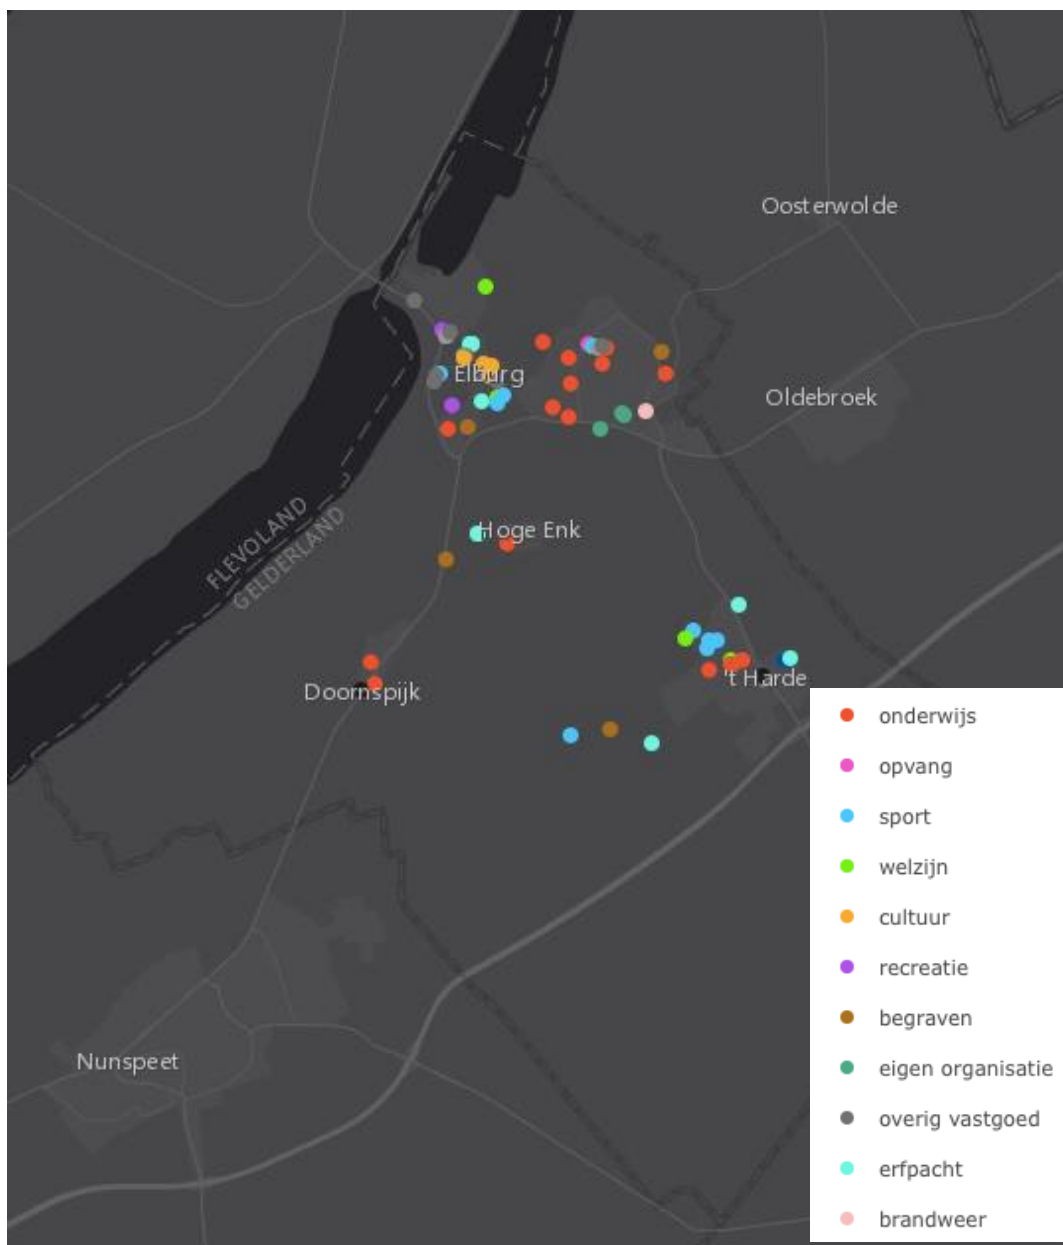 Oosterwolde
Elburg
Oldebroek
Hoge Enk
FLEVOLAND
GELDERLAND
't Harde
Doornspijk
Nunspeet
onderwijs
opvang
sport
welzijn
cultuur
recreatie
begraven
eigen organisatie
overig vastgoed
erfpacht
brandweer